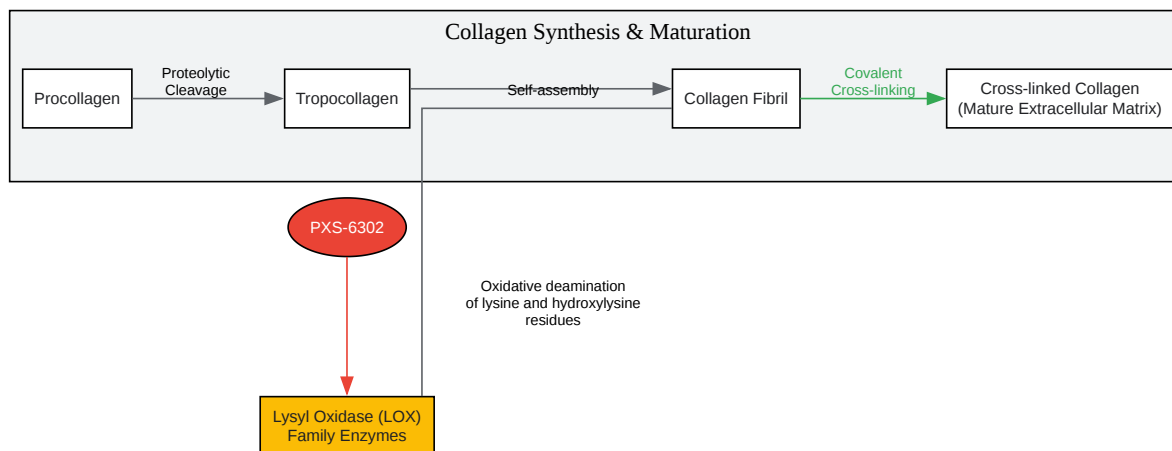 Collagen Synthesis & Maturation
Procollagen
Proteolytic
Cleavage
Tropocollagen
Self-assembly
Collagen Fibril
Covalent
Cross-linking
Cross-linked Collagen
(Mature Extracellular Matrix)
PXS-6302
Oxidative deamination
of lysine and hydroxylysine
residues
Lysyl Oxidase (LOX)
Family Enzymes